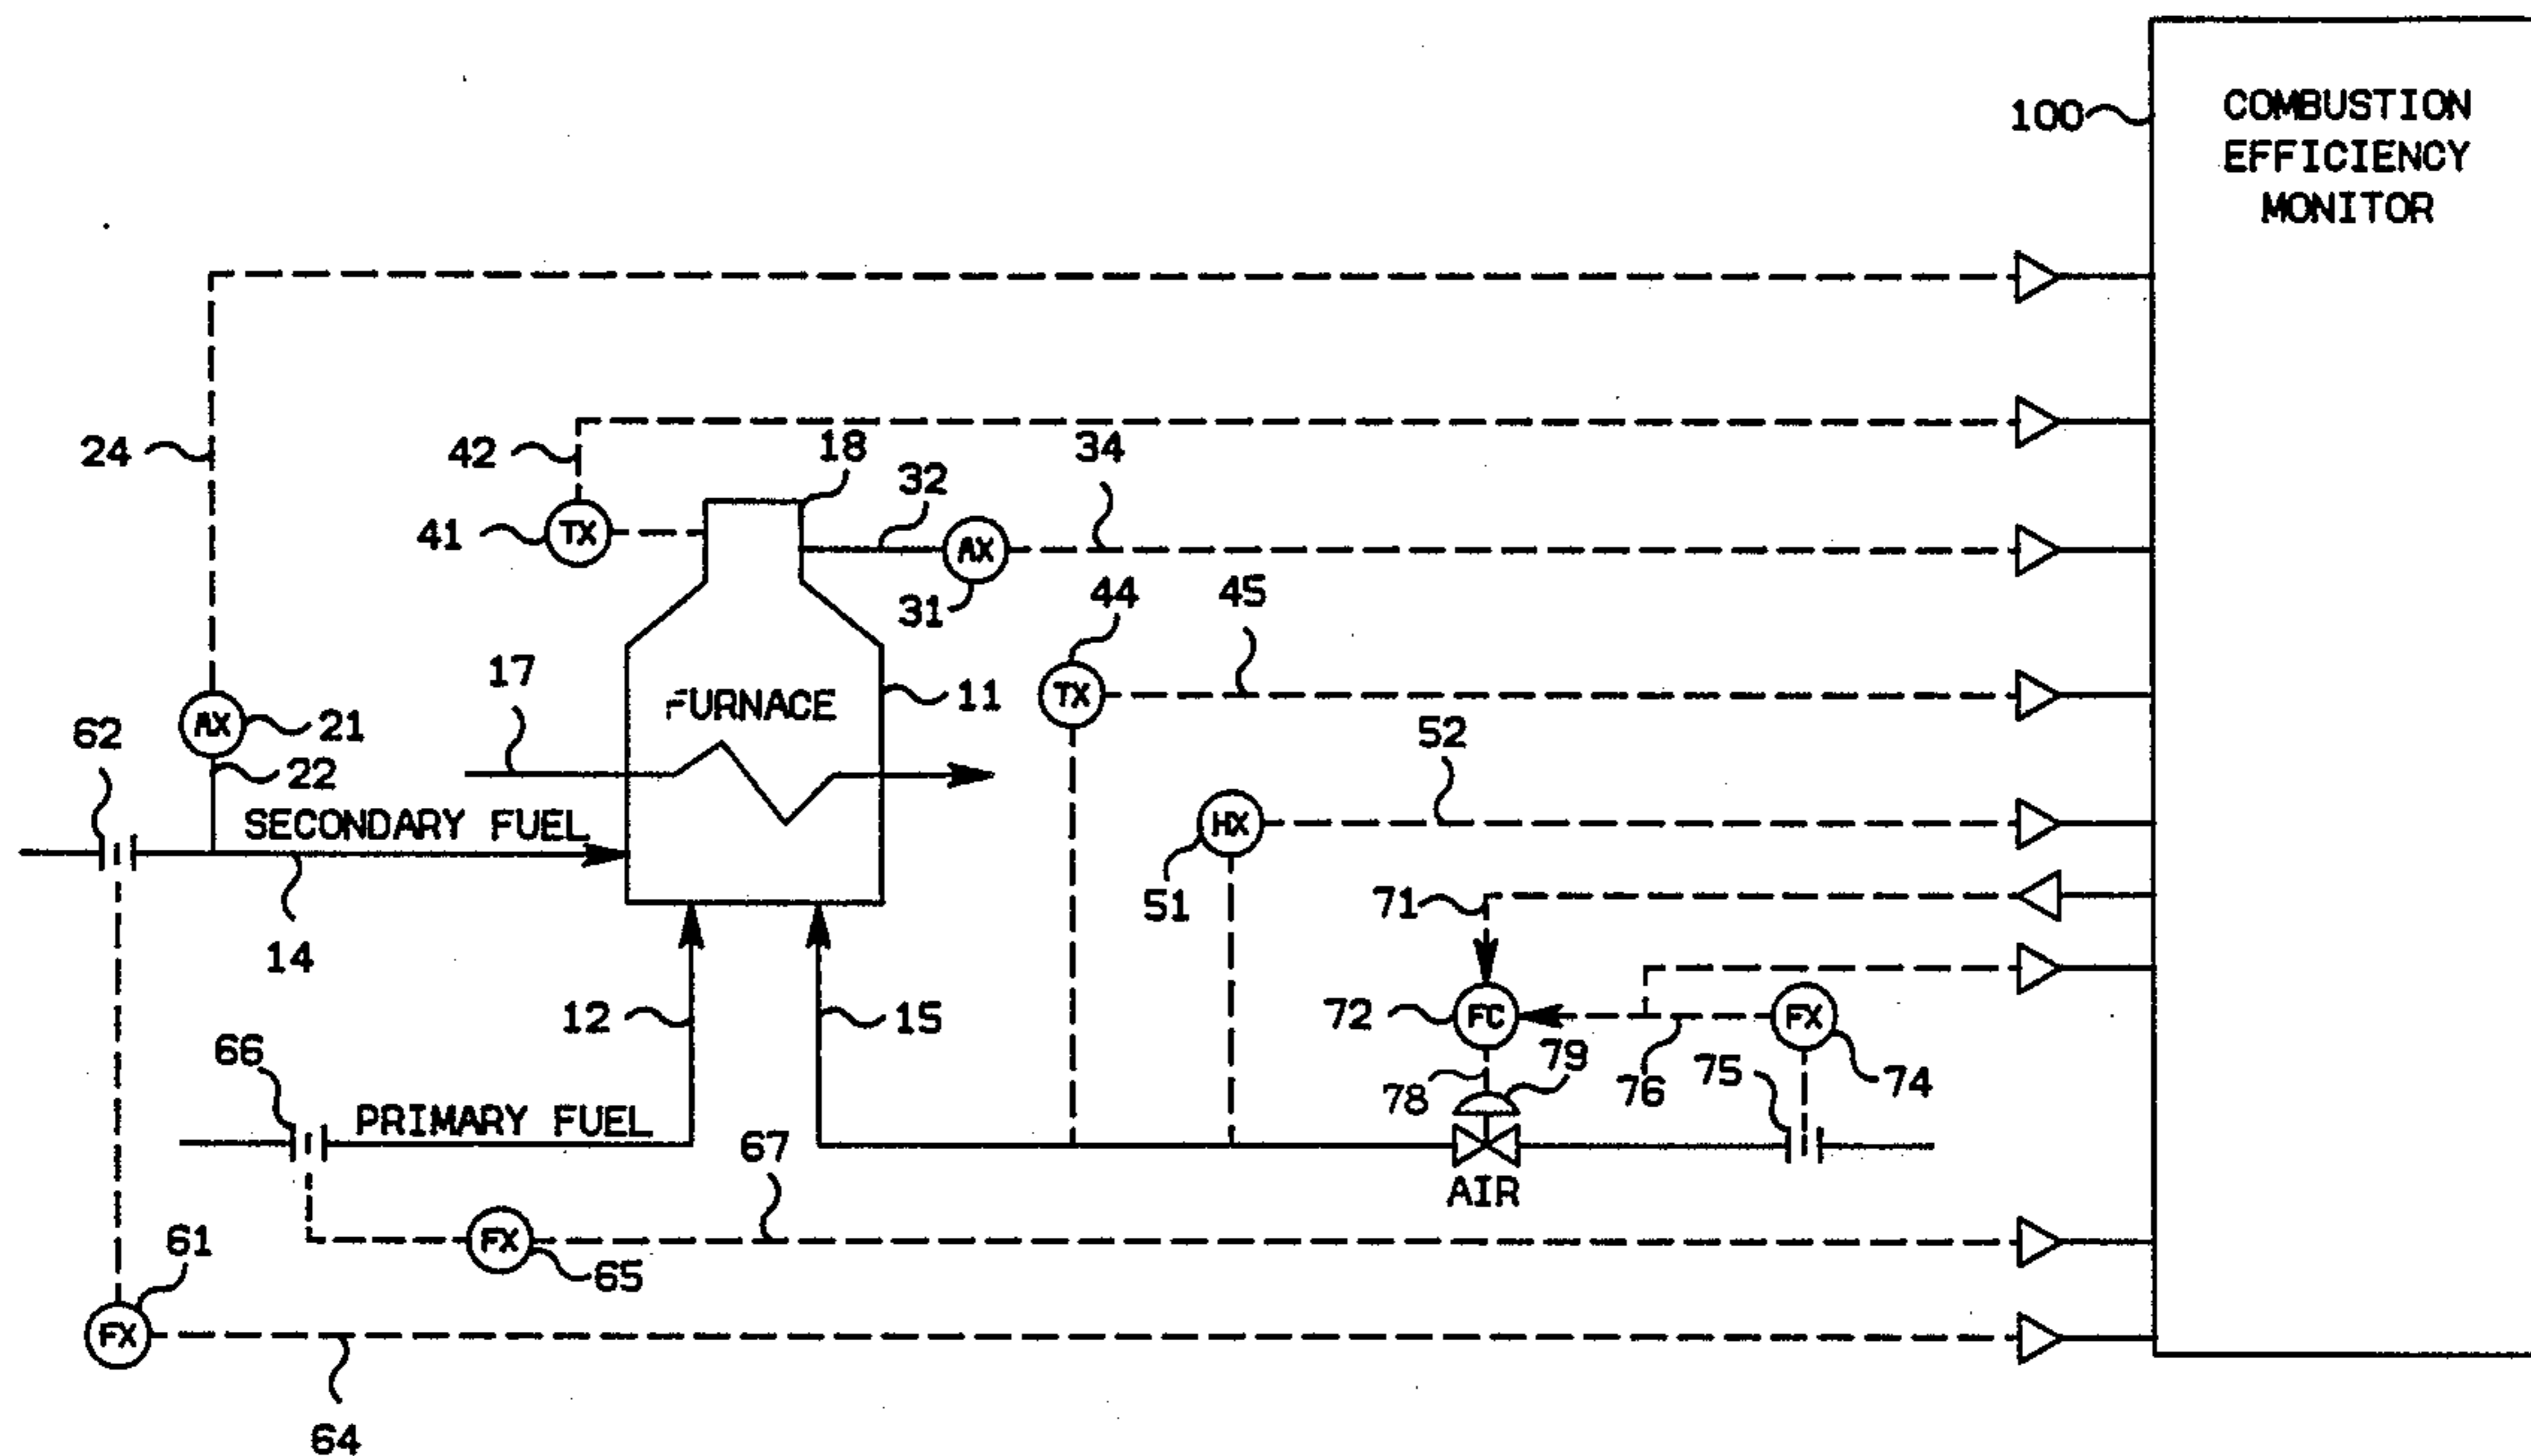 100
COMBUSTION
EFFICIENCY
MONITOR
24
42
18
34
32
41
TX
AX
31
44
45
17
FURNACE
11
TX
62
AX
21
22
52
SECONDARY FUEL
HX
51
14
71
12
15
72
FC
FX
79
66
78
76
75
74
PRIMARY FUEL
67
AIR
61
FX
65
FX
64